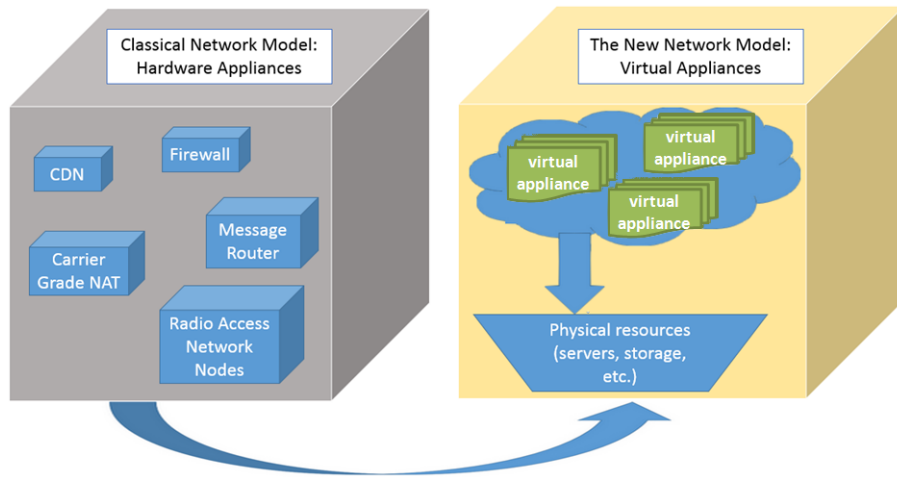 Classical Network Model:
Hardware Appliances
CDN
Firewall
Message
Router
Carrier
Grade NAT
Radio Access
Network
Nodes
The New Network Model:
Virtual Appliances
virtual
appliance
virtual
appliance
virtual
appliance
Physical resources
(servers, storage,
etc.)